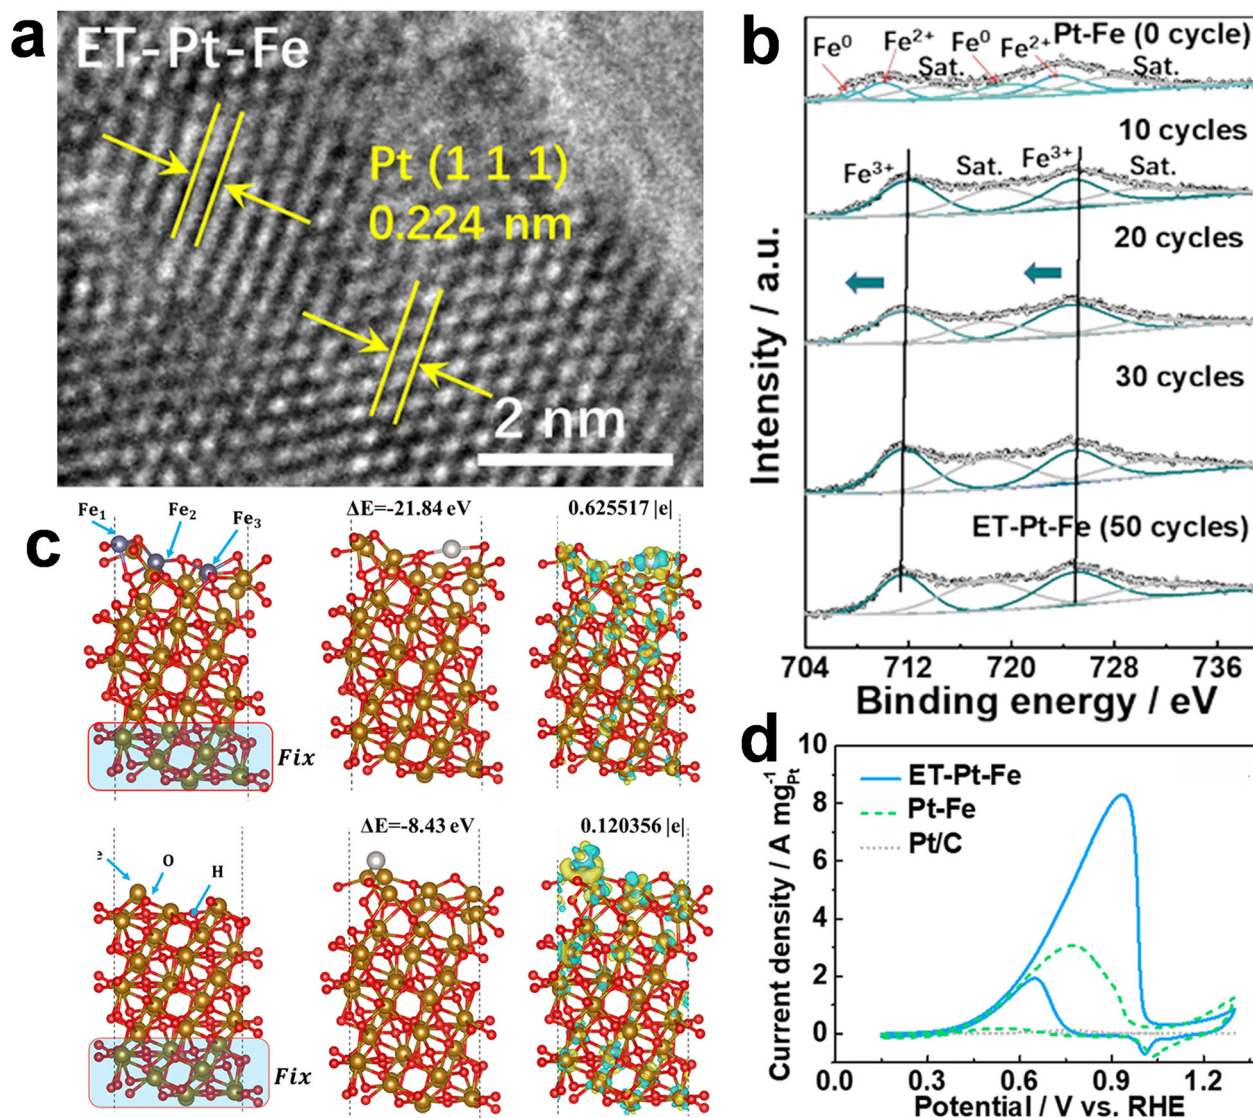 a
ET-Pt-Fe
Pt (1 1 1)
0.224 nm
2 nm
b
Fe⁰
Fe²⁺
Sat.
Fe⁰
Fe²⁺
Pt-Fe (0 cycle)
Sat.
10 cycles
Fe³⁺
Sat.
Fe³⁺
Sat.
20 cycles
30 cycles
ET-Pt-Fe (50 cycles)
Intensity / a.u.
704 712 720 728 736
Binding energy / eV
c
Fe₁
Fe₂
Fe₃
Fix
ΔE=-21.84 eV
0.625517 |e|
e
O
H
Fix
ΔE=-8.43 eV
0.120356 |e|
d
ET-Pt-Fe
Pt-Fe
Pt/C
Current density / A mg⁻¹Pt
10
8
6
4
2
0
0.0 0.3 0.6 0.9 1.2
Potential / V vs. RHE